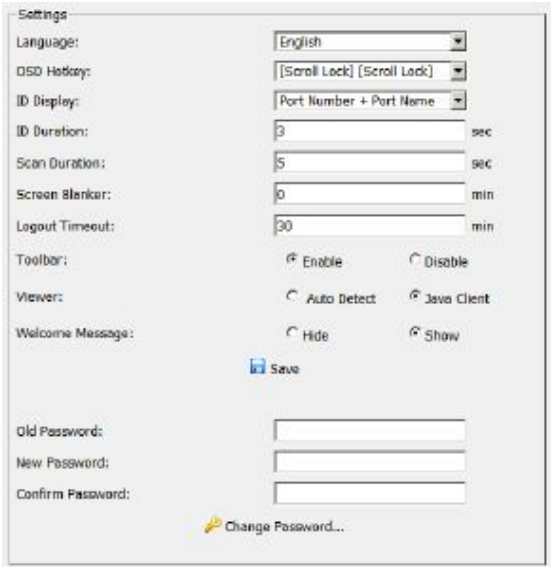 Settings
Language: English
OSD Hotkey: [Scroll Lock] [Scroll Lock]
ID Display: Port Number + Port Name
ID Duration: 3 sec
Scan Duration: 5 sec
Screen Blanker: 0 min
Logout Timeout: 30 min
Toolbar: Enable Disable
Viewer: Auto Detect Java Client
Welcome Message: Hide Show
Save
Old Password:
New Password:
Confirm Password:
Change Password...